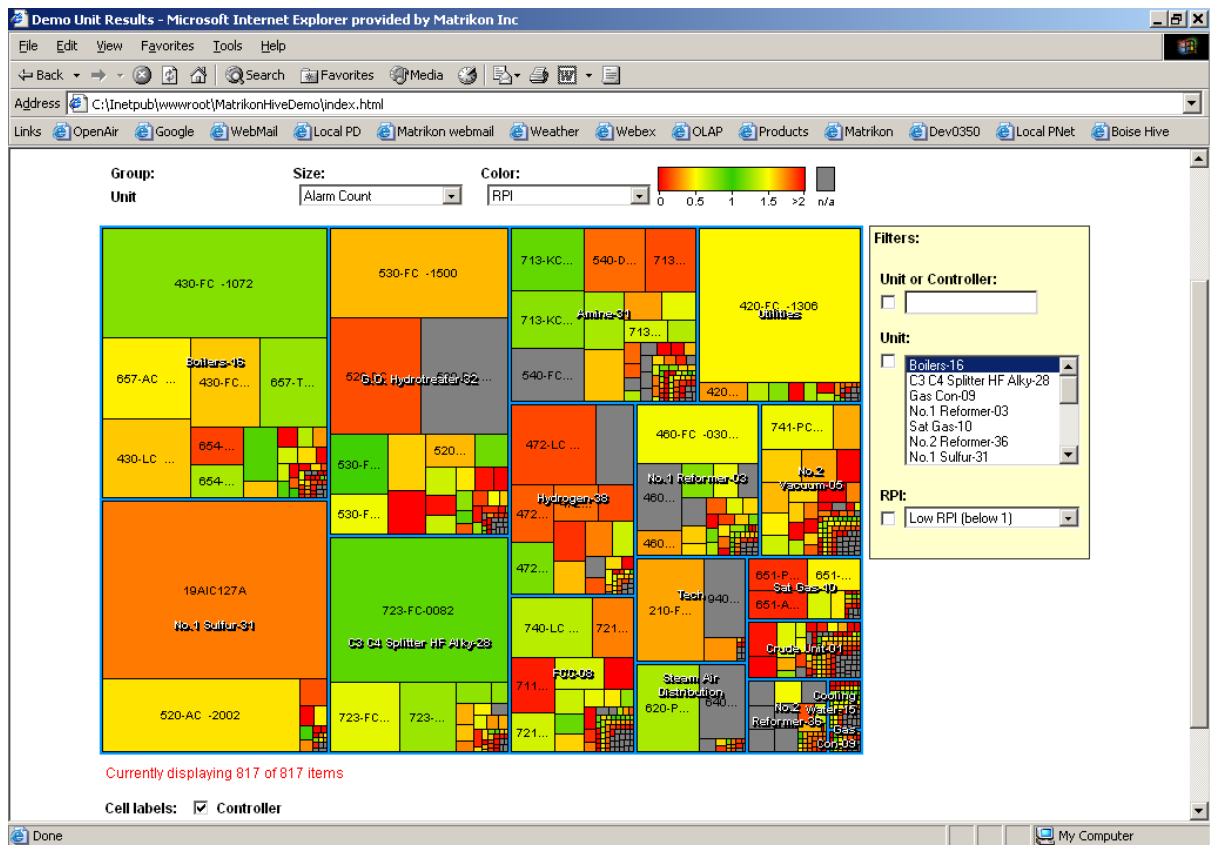 Demo Unit Results - Microsoft Internet Explorer provided by Matrikon Inc
File Edit View Favorites Tools Help
Back Search Favorites Media
Address C:\Inetpub\wwwroot\MatrikonHiveDemo\index.html
Links OpenAir Google WebMail Local PD Matrikon webmail Weather Webex OLAP Products Matrikon Dev0350 Local PNet Boise Hive
Group: Size: Color:
Unit Alarm Count RPI
0 0.5 1 1.5 >2 n/a
430-FC -1072
Boilers-16
657-AC ...
430-FC...
657-T...
430-LC ...
654-...
654-...
19AIC127A
No.1 Sulfur-31
520-AC -2002
530-FC -1500
G.O. Hydrotreater-32
530-F...
520...
530-F...
723-FC-0082
C3 C4 Splitter HF Alky-28
723-FC...
723-...
713-KC...
540-D...
713...
713-KC...
Amine-31
713...
540-FC...
420-FC -1306
Utilities
420...
472-LC ...
Hydrogen-38
472...
472...
472...
460-FC -030...
No.1 Reformer-03
460...
460...
741-PC...
No.2
Vacuum-05
Tech
210-F...
940...
651-P...
651-...
Sat Gas-10
651-A...
740-LC ...
721...
FCC-08
711...
721...
Crude Unit-01
Steam Air
Distribution
620-P...
640...
No.2
Reformer-36
Cooling
Water-15
Gas
Con-09
Filters:
Unit or Controller:
Unit:
Boilers-16
C3 C4 Splitter HF Alky-28
Gas Con-09
No.1 Reformer-03
Sat Gas-10
No.2 Reformer-36
No.1 Sulfur-31
RPI:
Low RPI (below 1)
Currently displaying 817 of 817 items
Cell labels: Controller
Done My Computer